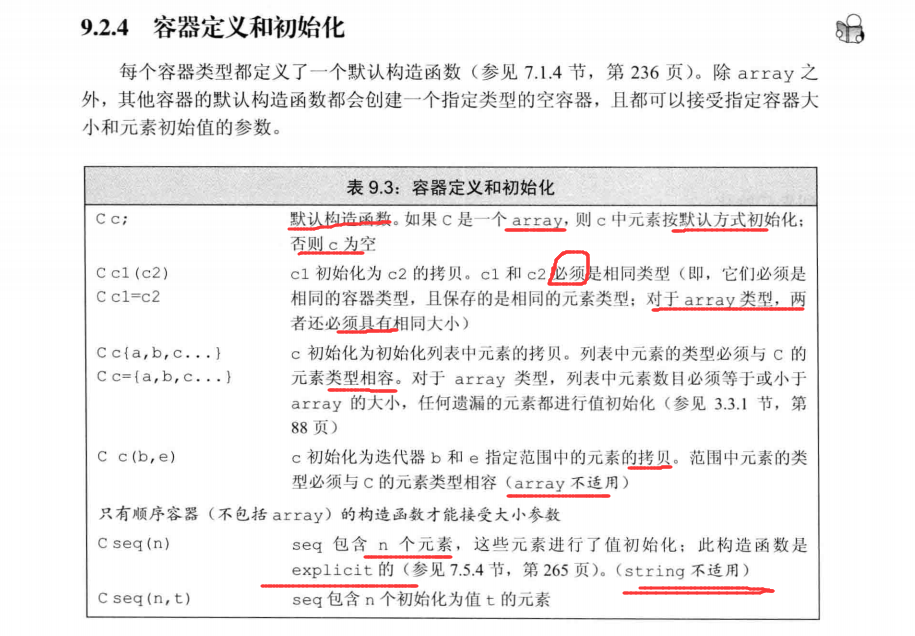 9.2.4 容器定义和初始化
每个容器类型都定义了一个默认构造函数（参见 7.1.4 节，第 236 页）。除 array 之
外，其他容器的默认构造函数都会创建一个指定类型的空容器，且都可以接受指定容器大
小和元素初始值的参数。
表 9.3：容器定义和初始化
C c; 默认构造函数。如果 C 是一个 array，则 c 中元素按默认方式初始化；
否则 c 为空
C c1(c2) c1 初始化为 c2 的拷贝。c1 和 c2 必须是相同类型（即，它们必须是
C c1=c2 相同的容器类型，且保存的是相同的元素类型；对于 array 类型，两
者还必须具有相同大小）
C c{a,b,c...} c 初始化为初始化列表中元素的拷贝。列表中元素的类型必须与 C 的
C c={a,b,c...} 元素类型相容。对于 array 类型，列表中元素数目必须等于或小于
array 的大小，任何遗漏的元素都进行值初始化（参见 3.3.1 节，第
88 页）
C c(b,e) c 初始化为迭代器 b 和 e 指定范围中的元素的拷贝。范围中元素的类
型必须与 C 的元素类型相容（array 不适用）
只有顺序容器（不包括 array）的构造函数才能接受大小参数
C seq(n) seq 包含 n 个元素，这些元素进行了值初始化；此构造函数是
explicit 的（参见 7.5.4 节，第 265 页）。（string 不适用）
C seq(n,t) seq 包含 n 个初始化为值 t 的元素